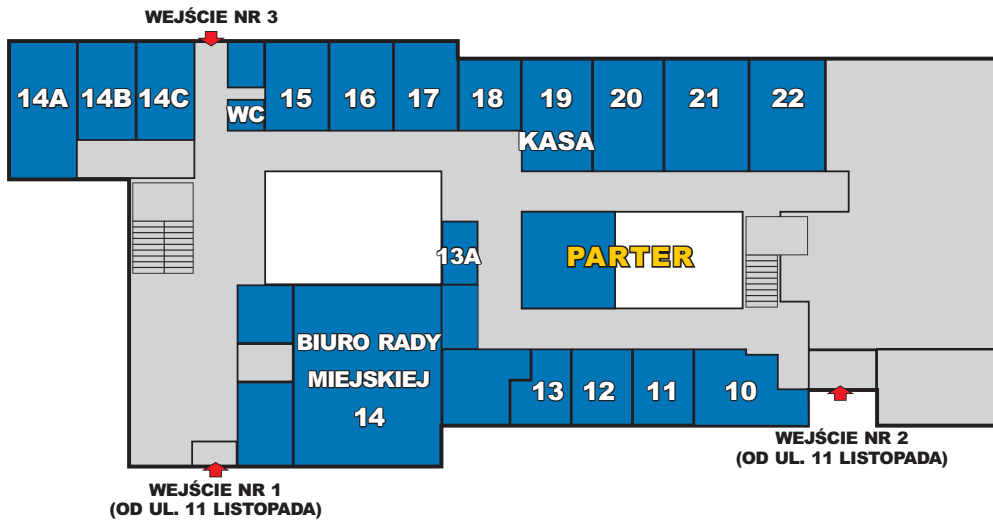 WEJŚCIE NR 3
14A
14B
14C
WC
15
16
17
18
19
KASA
20
21
22
13A
PARTER
BIURO RADY
MIEJSKIEJ
14
13
12
11
10
WEJŚCIE NR 2
(OD UL. 11 LISTOPADA)
WEJŚCIE NR 1
(OD UL. 11 LISTOPADA)